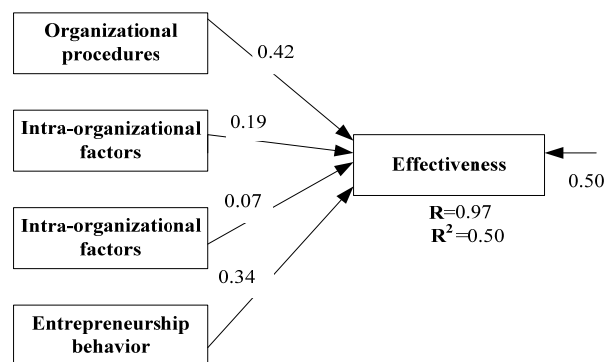 Organizational
procedures
0.42
Intra-organizational
factors
0.19
Effectiveness
0.50
R=0.97
R²=0.50
Intra-organizational
factors
0.07
0.34
Entrepreneurship
behavior